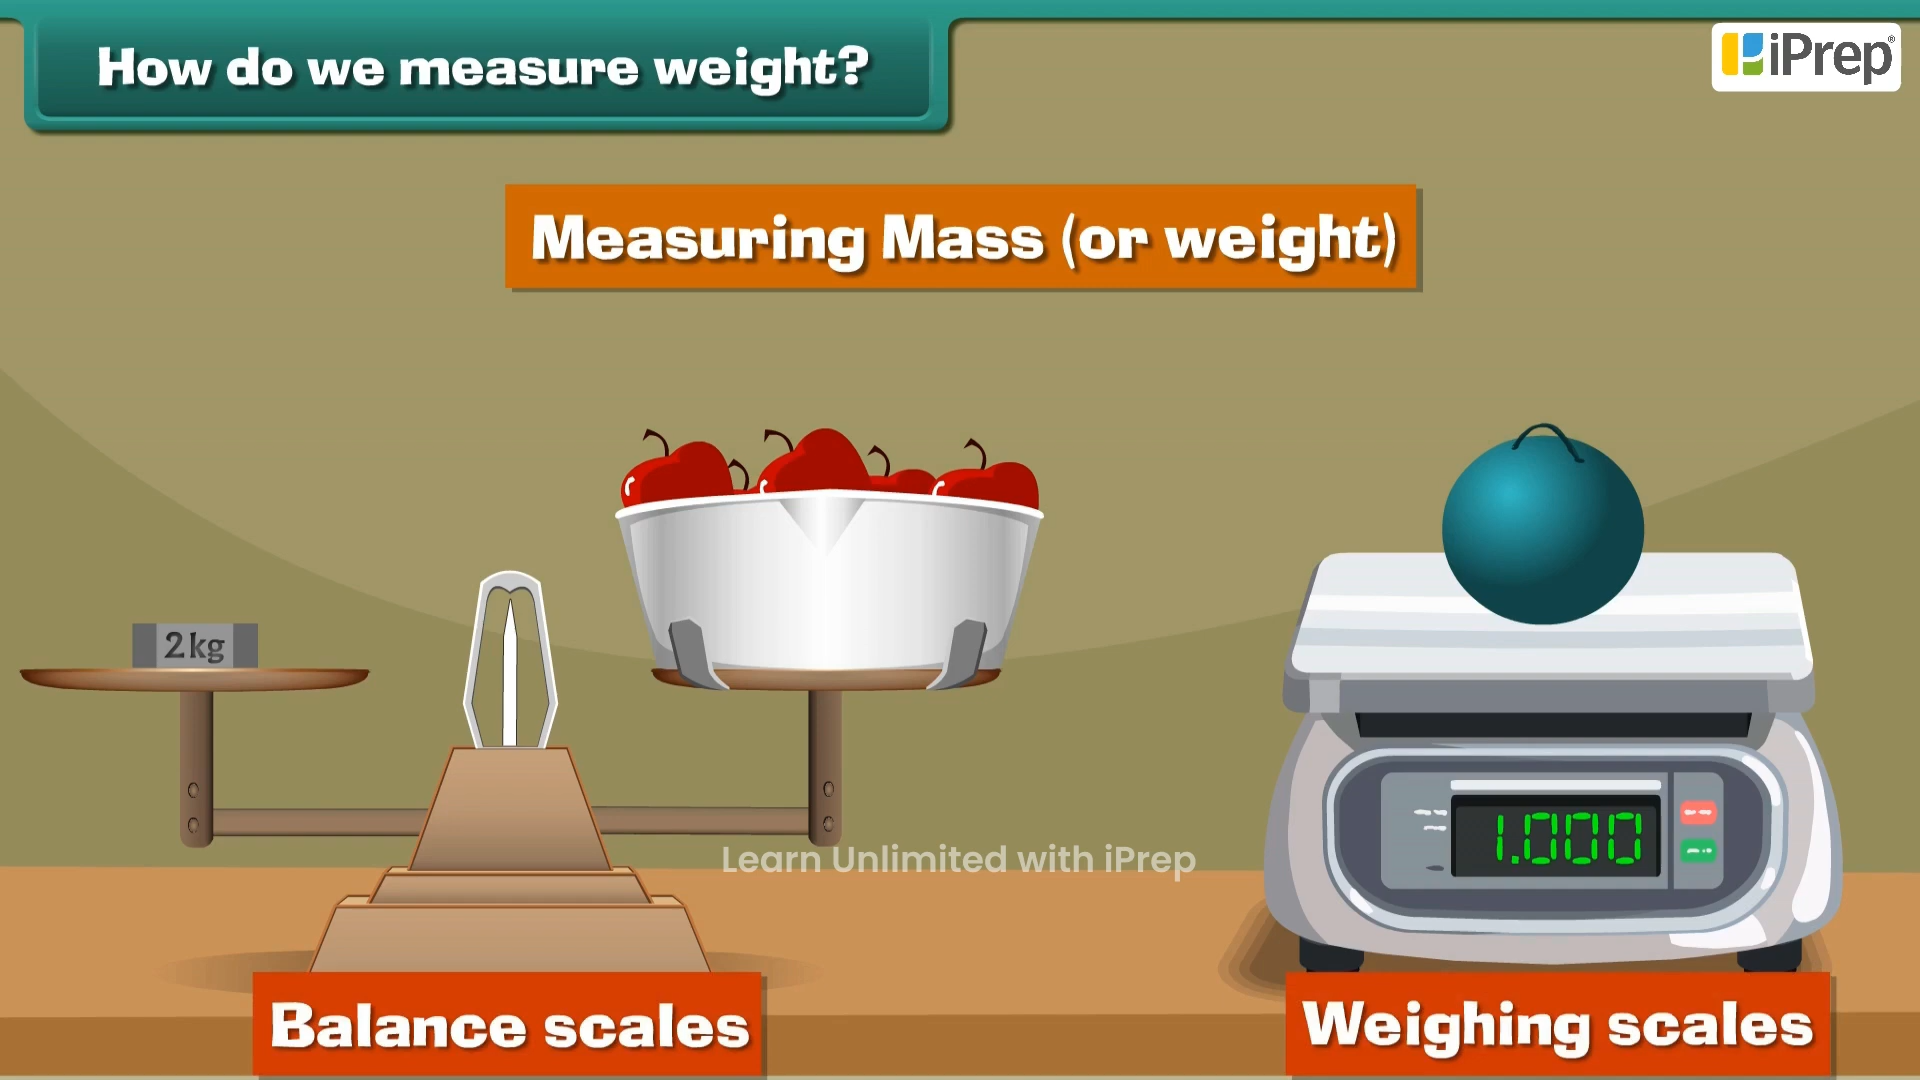 How do we measure weight?
iPrep®
Measuring Mass (or weight)
2 kg
1.000
Learn Unlimited with iPrep
Balance scales
Weighing scales